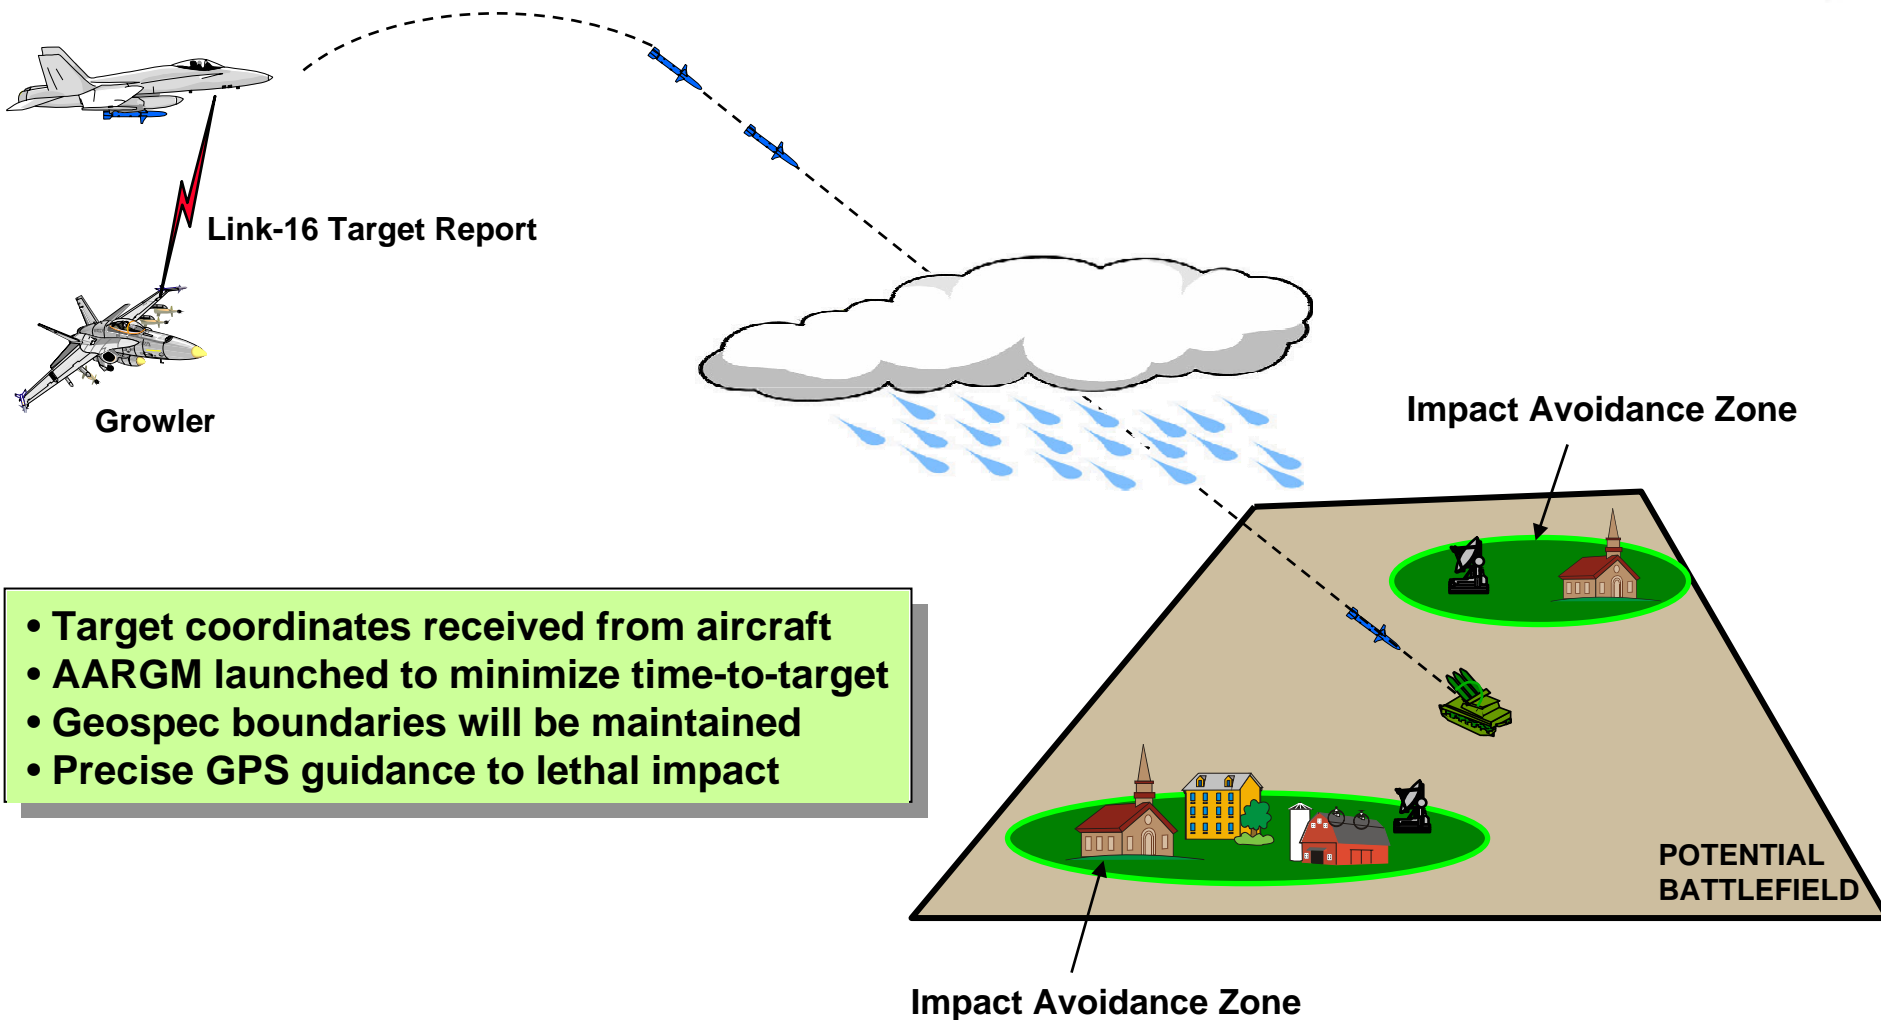 Link-16 Target Report
Growler
Impact Avoidance Zone
• Target coordinates received from aircraft
• AARGM launched to minimize time-to-target
• Geospec boundaries will be maintained
• Precise GPS guidance to lethal impact
POTENTIAL
BATTLEFIELD
Impact Avoidance Zone